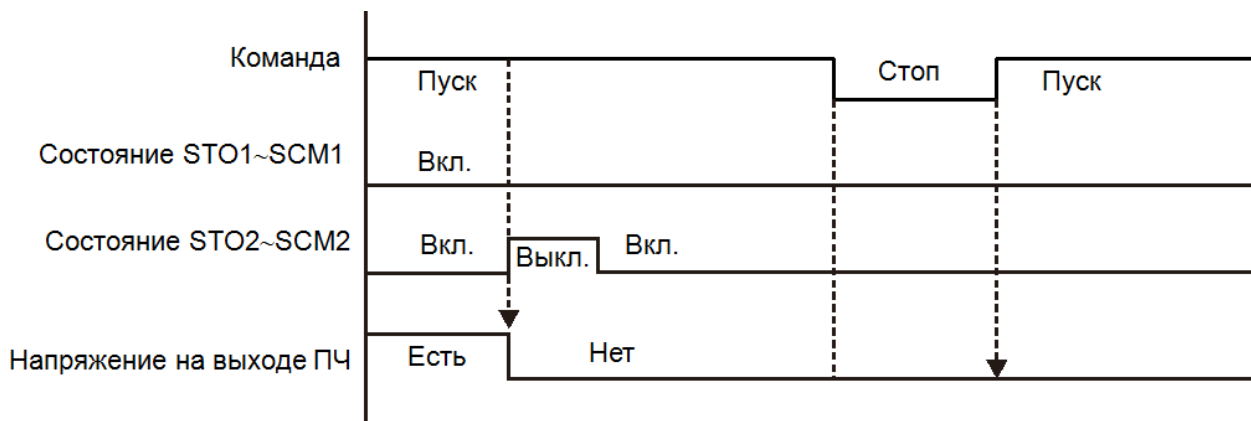 Команда
Пуск
Стоп
Пуск
Состояние STO1~SCM1
Вкл.
Состояние STO2~SCM2
Вкл.
Выкл.
Вкл.
Напряжение на выходе ПЧ
Есть
Нет